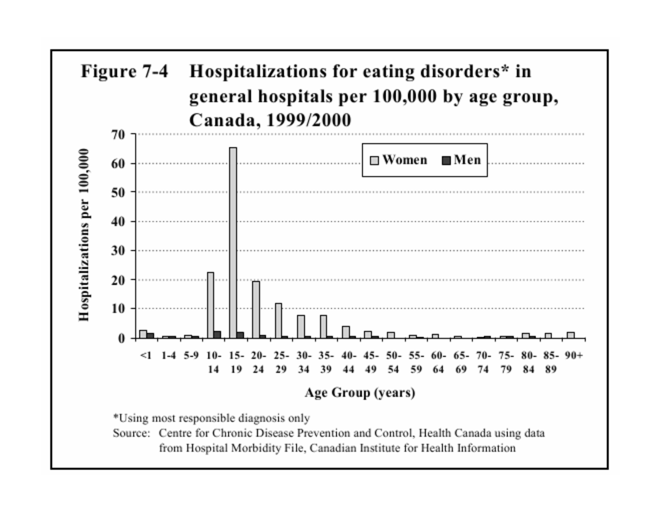 Figure 7-4 Hospitalizations for eating disorders* in
general hospitals per 100,000 by age group,
Canada, 1999/2000
Hospitalizations per 100,000
70
60
50
40
30
20
10
0
Women Men
<1 1-4 5-9 10- 15- 20- 25- 30- 35- 40- 45- 50- 55- 60- 65- 70- 75- 80- 85- 90+
14 19 24 29 34 39 44 49 54 59 64 69 74 79 84 89
Age Group (years)
*Using most responsible diagnosis only
Source: Centre for Chronic Disease Prevention and Control, Health Canada using data
from Hospital Morbidity File, Canadian Institute for Health Information